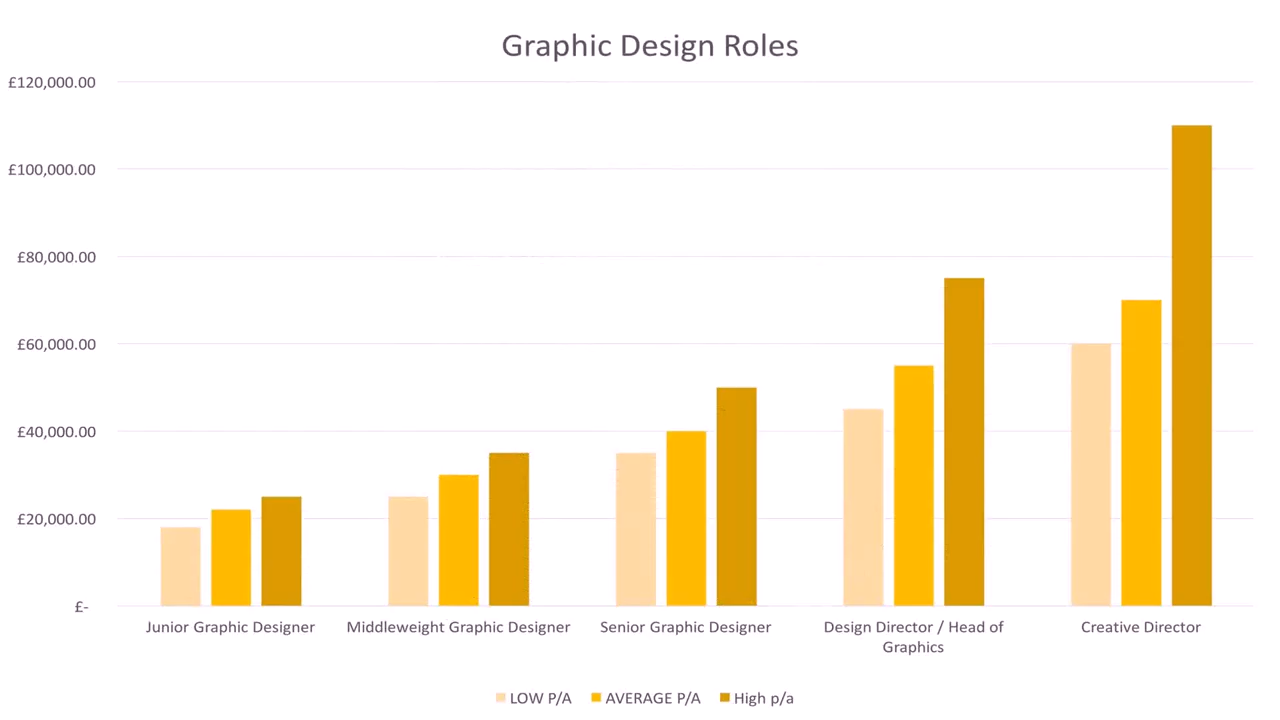 Graphic Design Roles
£120,000.00
£100,000.00
£80,000.00
£60,000.00
£40,000.00
£20,000.00
£-
Junior Graphic Designer
Middleweight Graphic Designer
Senior Graphic Designer
Design Director / Head of
Graphics
Creative Director
LOW P/A
AVERAGE P/A
High p/a